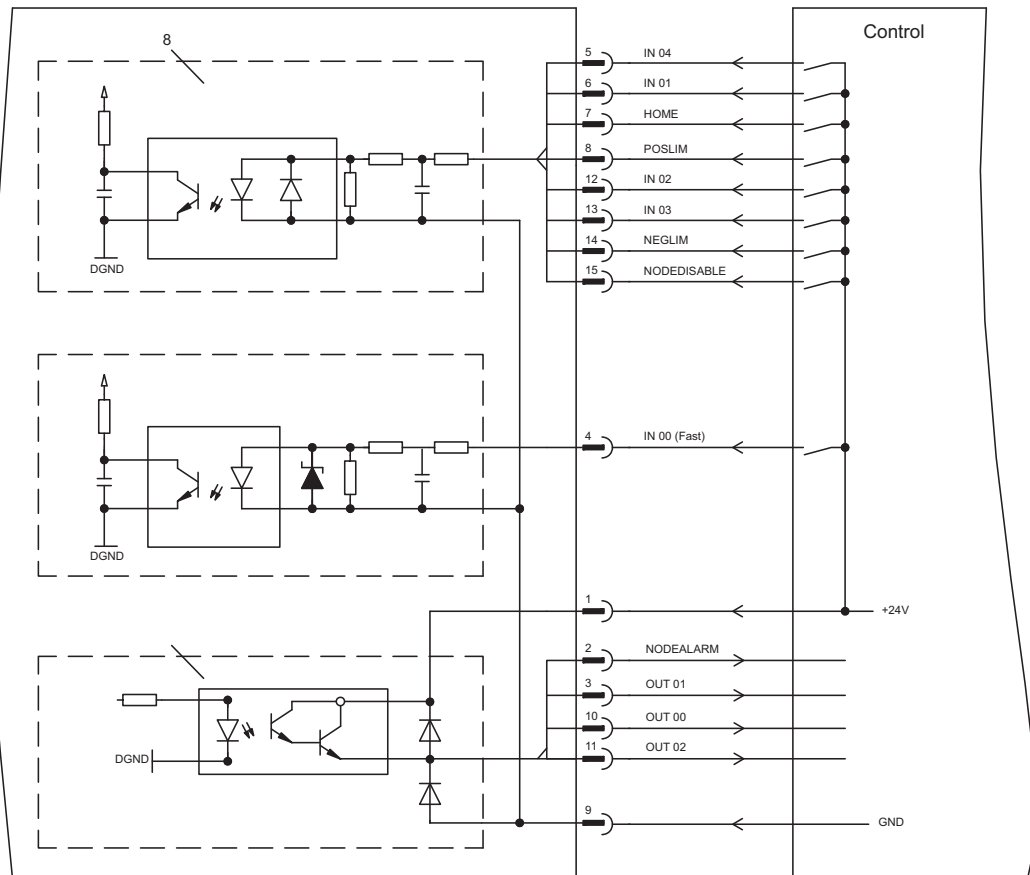 Control
8
5 IN 04
6 IN 01
7 HOME
8 POSLIM
12 IN 02
13 IN 03
14 NEGLIM
15 NODEDISABLE
DGND
4 IN 00 (Fast)
DGND
1 +24V
2 NODEALARM
3 OUT 01
10 OUT 00
11 OUT 02
DGND
9 GND